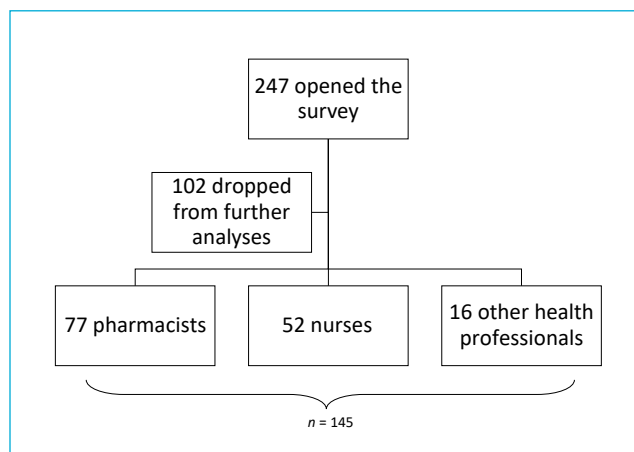 247 opened the
survey
102 dropped
from further
analyses
77 pharmacists
52 nurses
16 other health
professionals
n = 145